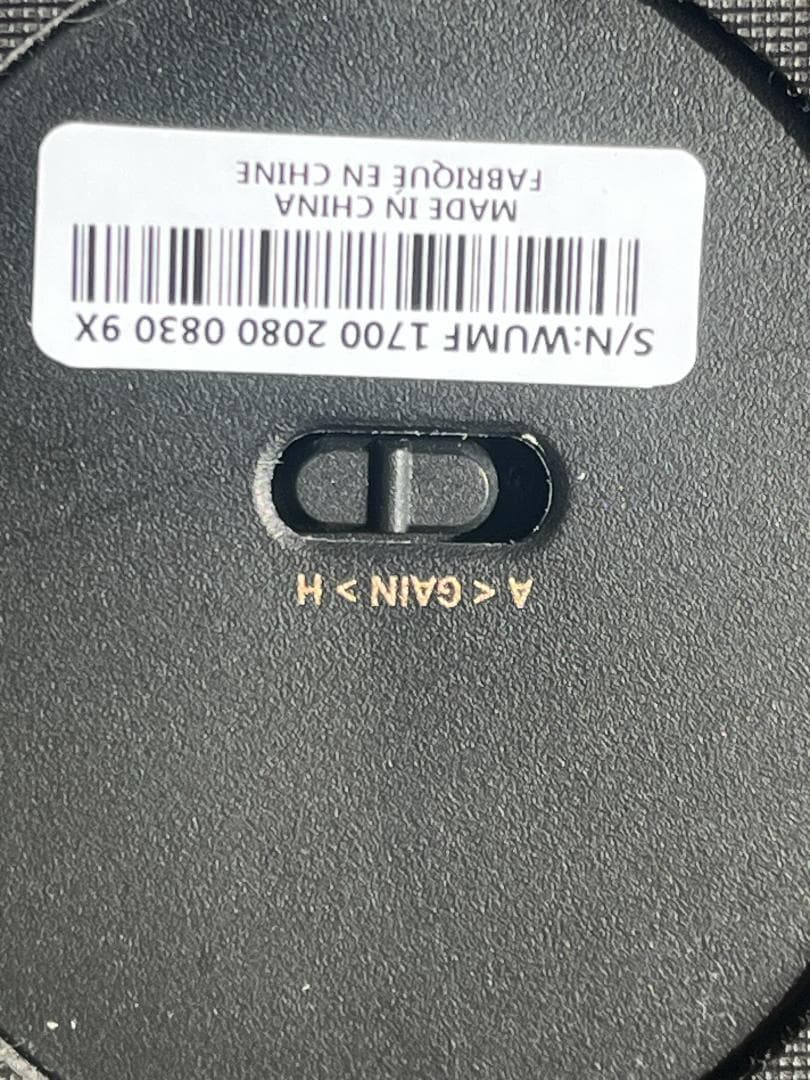 A < GAIN > H
S/N:WUMF 1700 2080 0830 9X
MADE IN CHINA
FABRIQUÉ EN CHINE